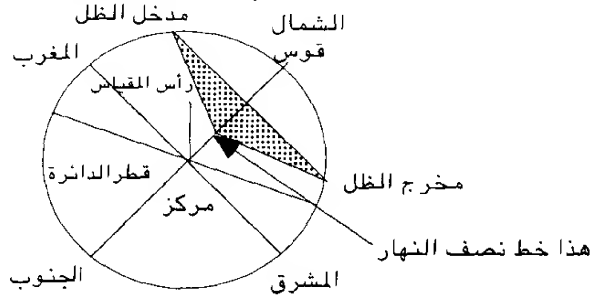 مدخل الظل
الشمال
قوس
المغرب
رأس المقياس
قطر الدائرة
مركز
مخرج الظل
هذا خط نصف النهار
الجنوب
المشرق